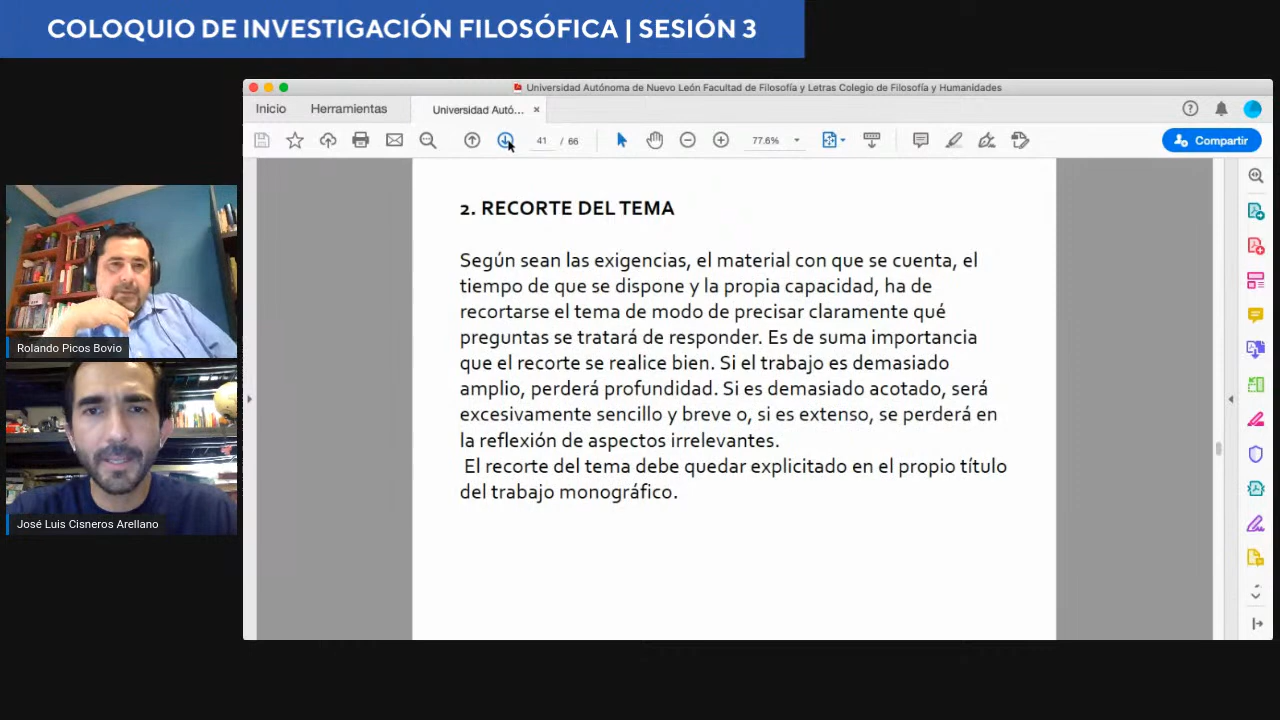 COLOQUIO DE INVESTIGACIÓN FILOSÓFICA | SESIÓN 3
Universidad Autónoma de Nuevo León Facultad de Filosofía y Letras Colegio de Filosofía y Humanidades
Inicio Herramientas Universidad Autó... ×
41 / 66 77.6% Compartir
2. RECORTE DEL TEMA
Según sean las exigencias, el material con que se cuenta, el
tiempo de que se dispone y la propia capacidad, ha de
recortarse el tema de modo de precisar claramente qué
preguntas se tratará de responder. Es de suma importancia
que el recorte se realice bien. Si el trabajo es demasiado
amplio, perderá profundidad. Si es demasiado acotado, será
excesivamente sencillo y breve o, si es extenso, se perderá en
la reflexión de aspectos irrelevantes.
El recorte del tema debe quedar explicitado en el propio título
del trabajo monográfico.
Rolando Picos Bovio
José Luis Cisneros Arellano